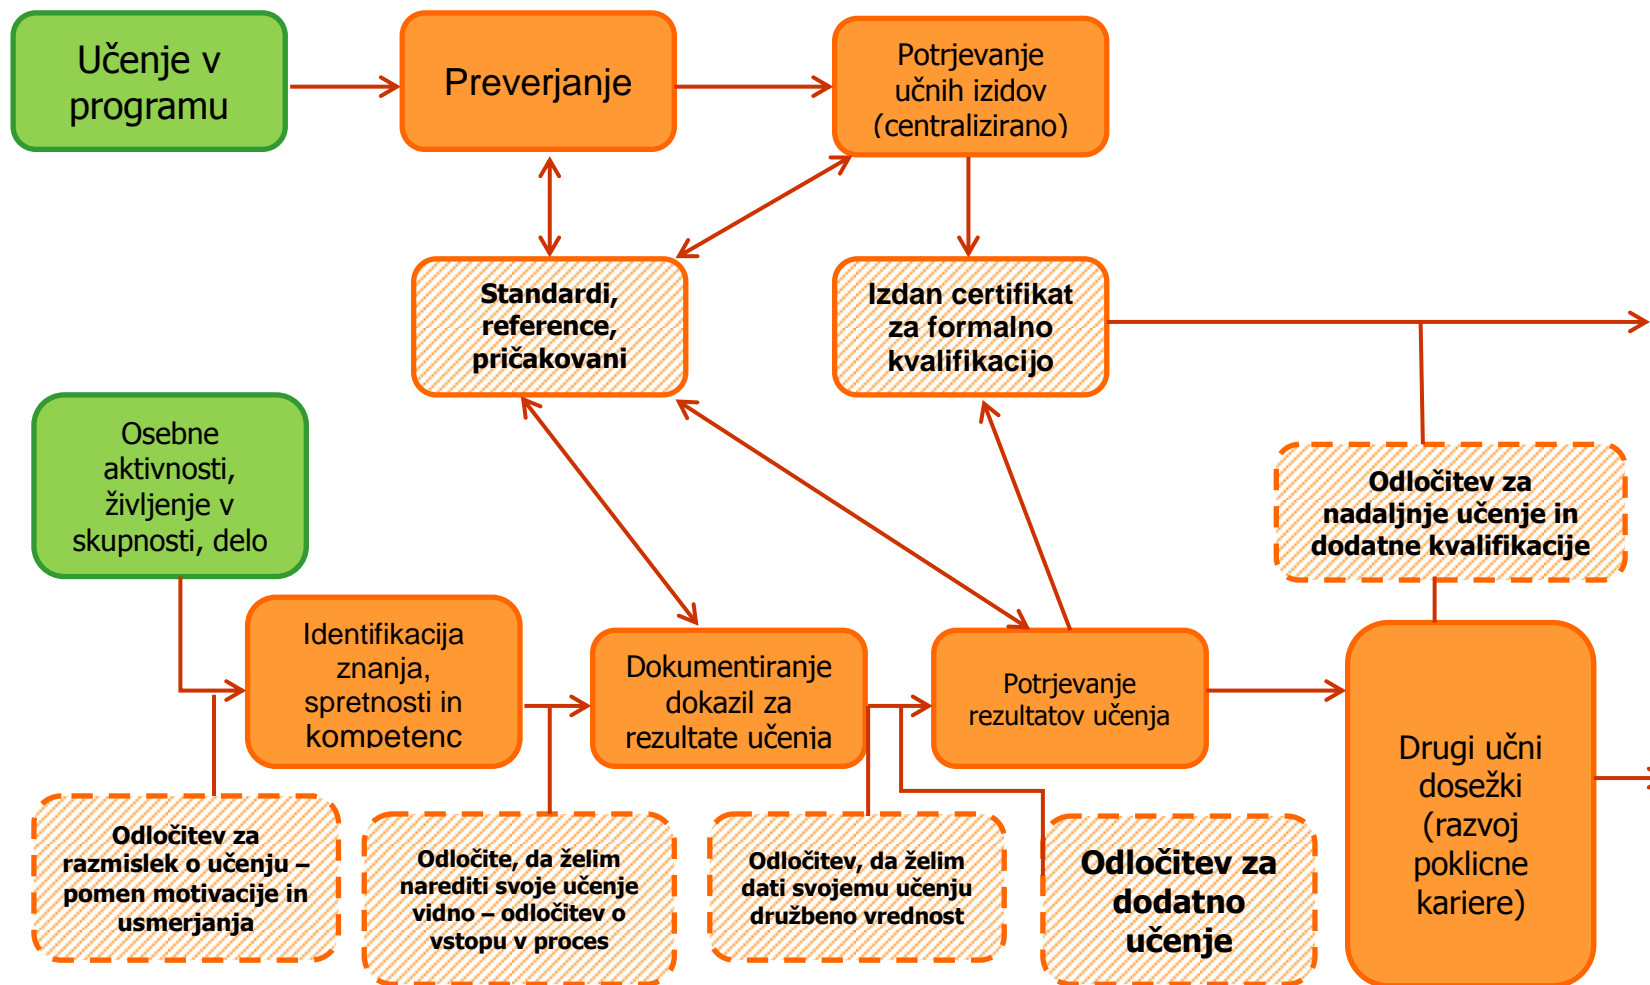 Učenje v
programu
Preverjanje
Potrjevanje
učnih izidov
(centralizirano)
Standardi,
reference,
pričakovani
Izdan certifikat
za formalno
kvalifikacijo
Osebne
aktivnosti,
življenje v
skupnosti, delo
Odločitev za
nadaljnje učenje in
dodatne kvalifikacije
Identifikacija
znanja,
spretnosti in
kompetenc
Dokumentiranje
dokazil za
rezultate učenja
Potrjevanje
rezultatov učenja
Drugi učni
dosežki
(razvoj
poklicne
kariere)
Odločitev za
razmislek o učenju –
pomen motivacije in
usmerjanja
Odločite, da želim
narediti svoje učenje
vidno – odločitev o
vstopu v proces
Odločitev, da želim
dati svojemu učenju
družbeno vrednost
Odločitev za
dodatno
učenje